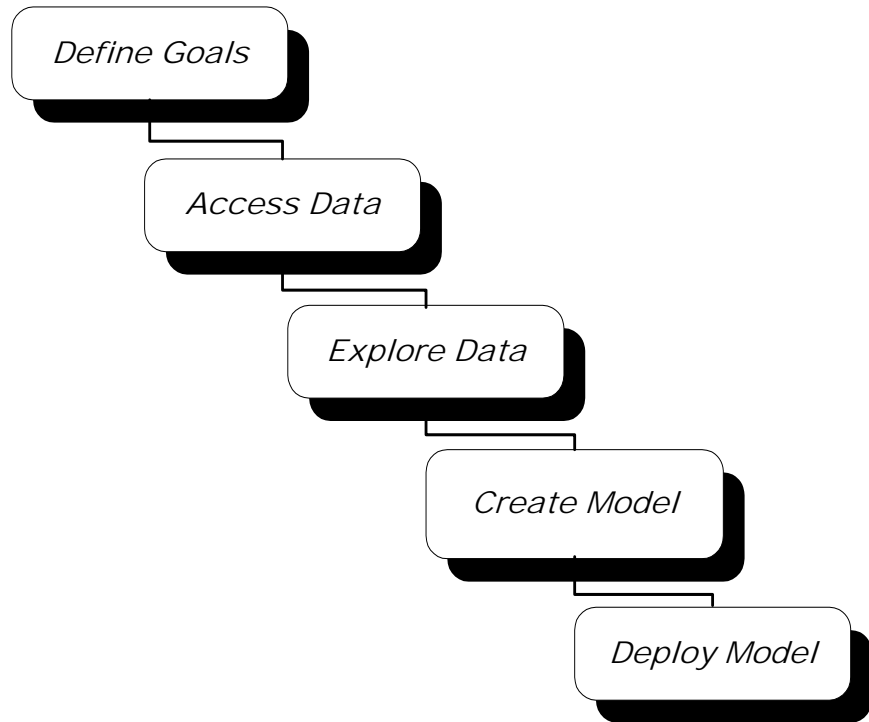 Define Goals
Access Data
Explore Data
Create Model
Deploy Model